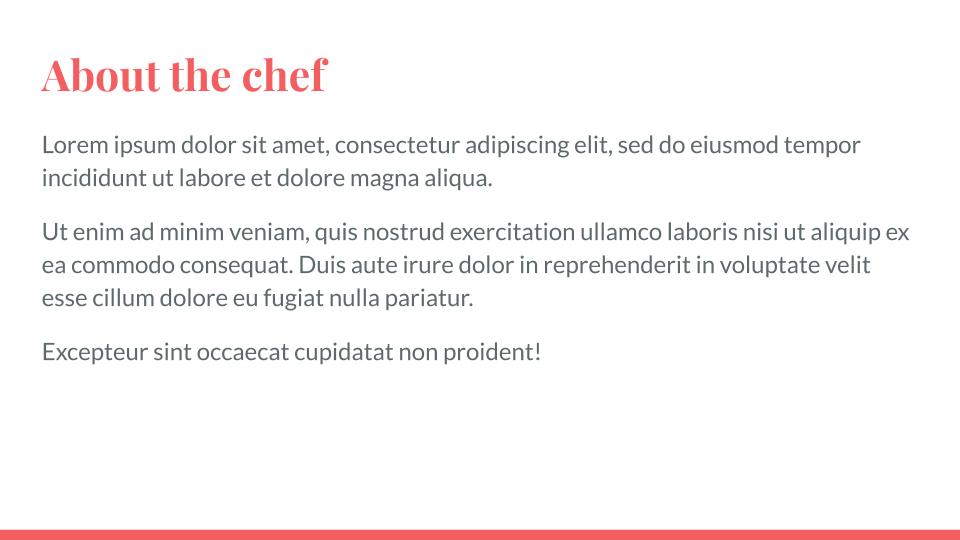 About the chef
Lorem ipsum dolor sit amet, consectetur adipiscing elit, sed do eiusmod tempor
incididunt ut labore et dolore magna aliqua.
Ut enim ad minim veniam, quis nostrud exercitation ullamco laboris nisi ut aliquip ex
ea commodo consequat. Duis aute irure dolor in reprehenderit in voluptate velit
esse cillum dolore eu fugiat nulla pariatur.
Excepteur sint occaecat cupidatat non proident!